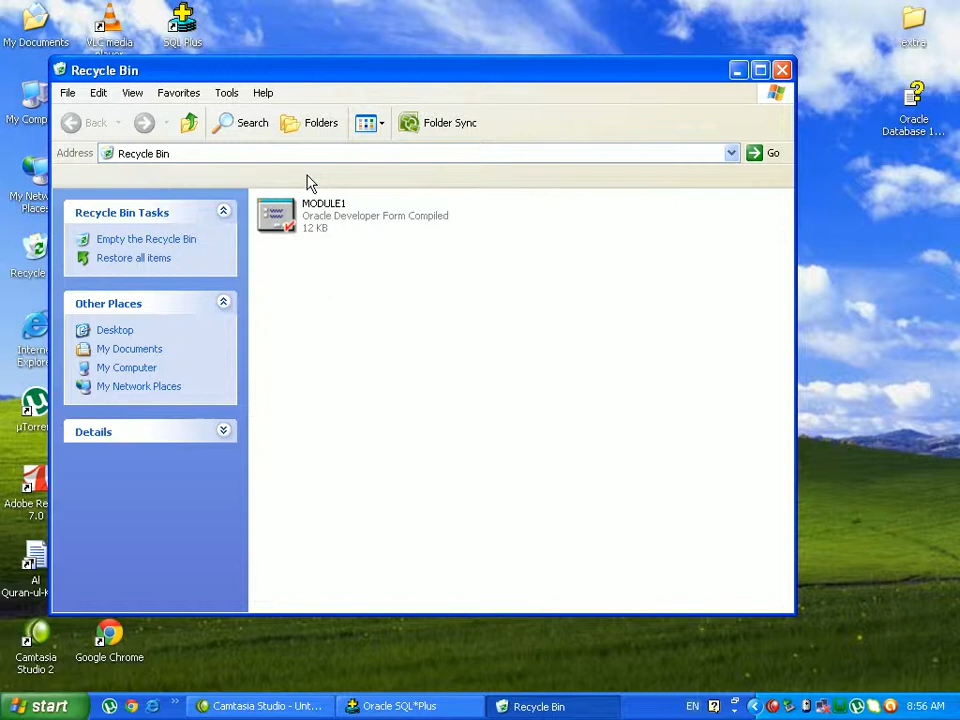 My Documents
VLC media
player
SQL Plus
extra
Recycle Bin
File Edit View Favorites Tools Help
Back Search Folders Folder Sync
Address Recycle Bin Go
My Comp
Oracle
Database 1...
My Netw
Places
Recycle
Intern
Explor
µTorre
Adobe Re
7.0
Al
Quran-ul-K
Recycle Bin Tasks
Empty the Recycle Bin
Restore all items
Other Places
Desktop
My Documents
My Computer
My Network Places
Details
MODULE1
Oracle Developer Form Compiled
12 KB
Camtasia
Studio 2
Google Chrome
start
Camtasia Studio - Unt...
Oracle SQL*Plus
Recycle Bin
EN
8:56 AM